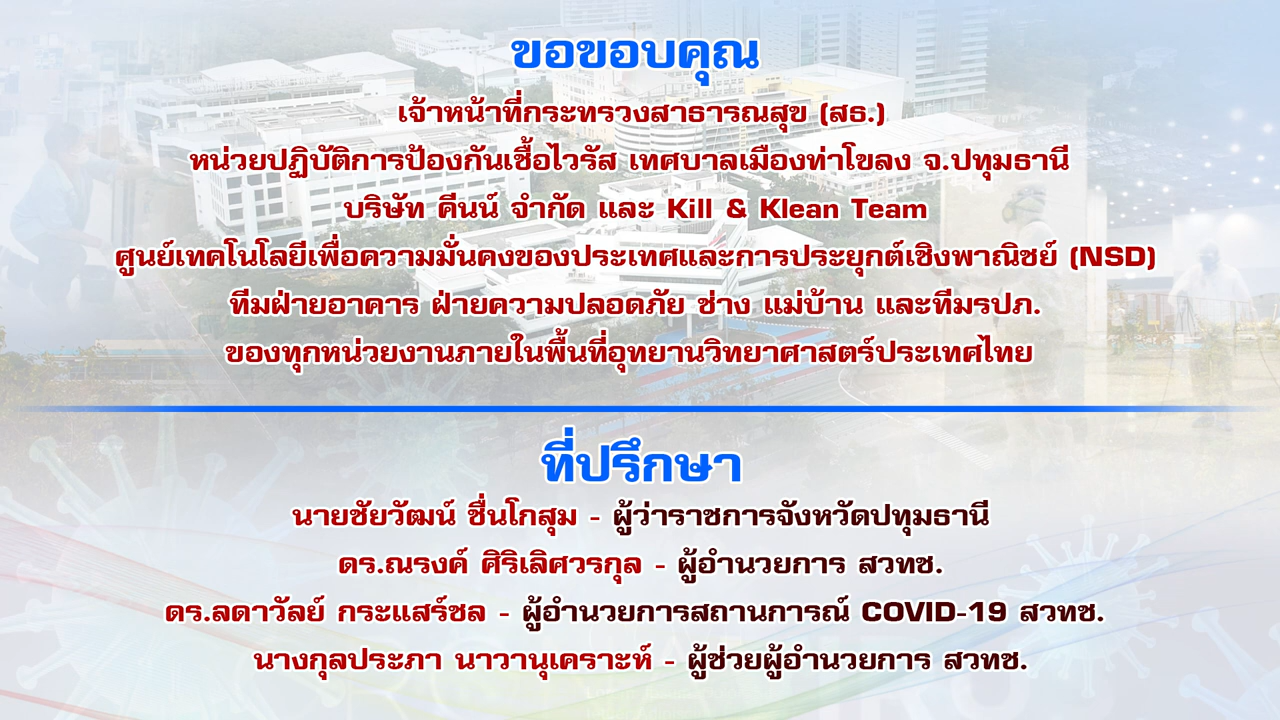 ขอขอบคุณ
เจ้าหน้าที่กระทรวงสาธารณสุข (สธ.)
หน่วยปฏิบัติการป้องกันเชื้อไวรัส เทศบาลเมืองท่าโขลง จ.ปทุมธานี
บริษัท คีนน์ จำกัด และ Kill & Klean Team
ศูนย์เทคโนโลยีเพื่อความมั่นคงของประเทศและการประยุกต์เชิงพาณิชย์ (NSD)
ทีมฝ่ายอาคาร ฝ่ายความปลอดภัย ช่าง แม่บ้าน และทีมรปภ.
ของทุกหน่วยงานภายในพื้นที่อุทยานวิทยาศาสตร์ประเทศไทย
ที่ปรึกษา
นายชัยวัฒน์ ชื่นโกสุม - ผู้ว่าราชการจังหวัดปทุมธานี
ดร.ณรงค์ ศิริเลิศวรกุล - ผู้อำนวยการ สวทช.
ดร.ลดาวัลย์ กระแสร์ชล - ผู้อำนวยการสถานการณ์ COVID-19 สวทช.
นางกุลประภา นาวานุเคราะห์ - ผู้ช่วยผู้อำนวยการ สวทช.